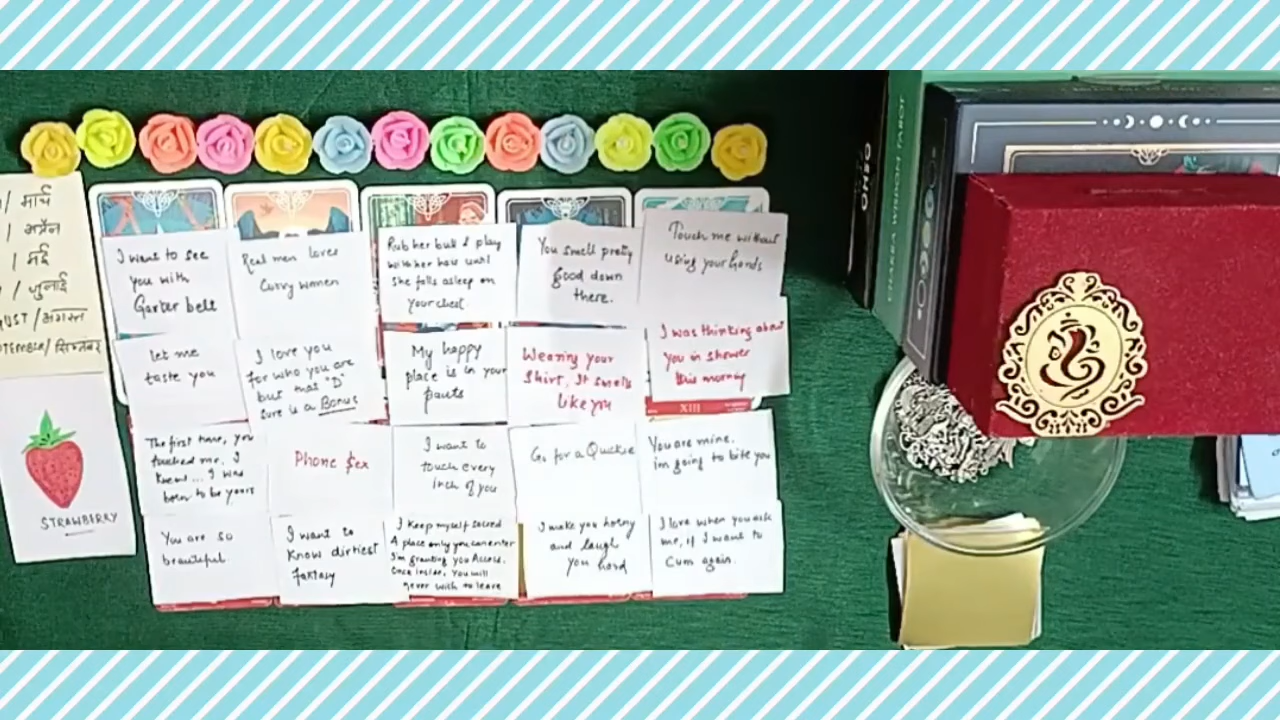 / मार्च
/ अप्रैल
/ मई
/ जुलाई
UST / अगस्त
TEMBER / सितम्बर
STRAWBERRY
I want to see
you with
Garter belt
Real men loves
Curvy women
Rub her butt & play
with her hair until
she falls asleep on
your chest.
You smell pretty
good down
there.
Touch me without
using your hands
let me
taste you
I love you
for who you are
but that "D"
sure is a Bonus
My happy
place is in your
pants
Wearing your
Shirt, It smells
like you
I was thinking about
you in shower
this morning
The first time, you
touched me, I
knew... I was
born to be yours
Phone Sex
I want to
touch every
inch of you
Go for a Quickie
You are mine.
im going to bite you
You are so
beautiful
I want to
Know dirtiest
fantasy
I Keep myself sacred
A place only you can enter
I'm granting you Access.
Once inside, You will
never wish to leave
I make you horny
and laugh
you hard
I love when you ask
me, if I want to
Cum again.
XIII
OSHO
CHAKRA WISDOM TAROT